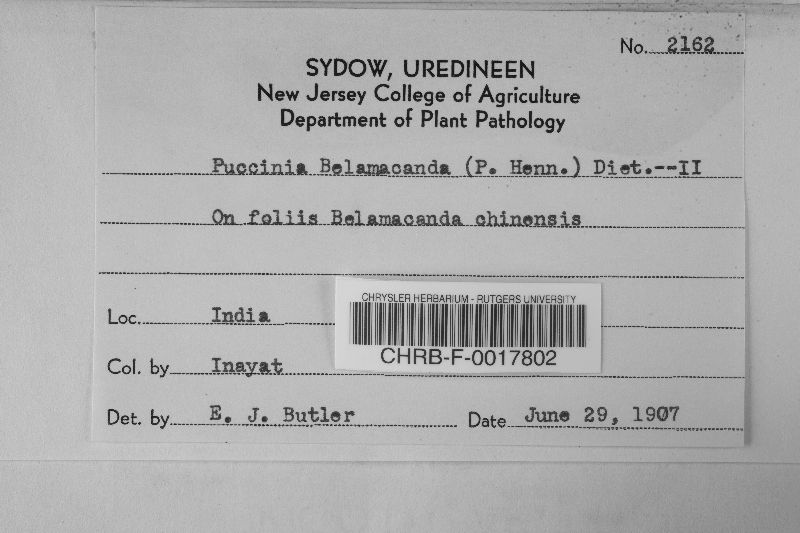 No. 2162
SYDOW, UREDINEEN
New Jersey College of Agriculture
Department of Plant Pathology
Puccinia Belamacanda (P. Henn.) Diet.--II
On foliis Belamacanda chinensis
Loc. India
CHRYSLER HERBARIUM - RUTGERS UNIVERSITY
CHRB-F-0017802
Col. by Inayat
Det. by E. J. Butler Date June 29, 1907